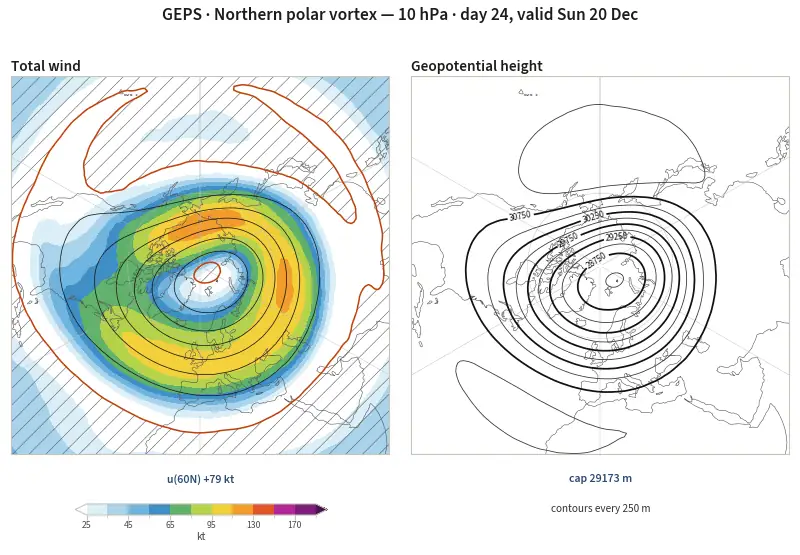 GEPS · Northern polar vortex — 10 hPa · day 24, valid Sun 20 Dec
Total wind
Geopotential height
30750
30250
29750
29250
28750
u(60N) +79 kt
cap 29173 m
contours every 250 m
25 45 65 95 130 170
kt